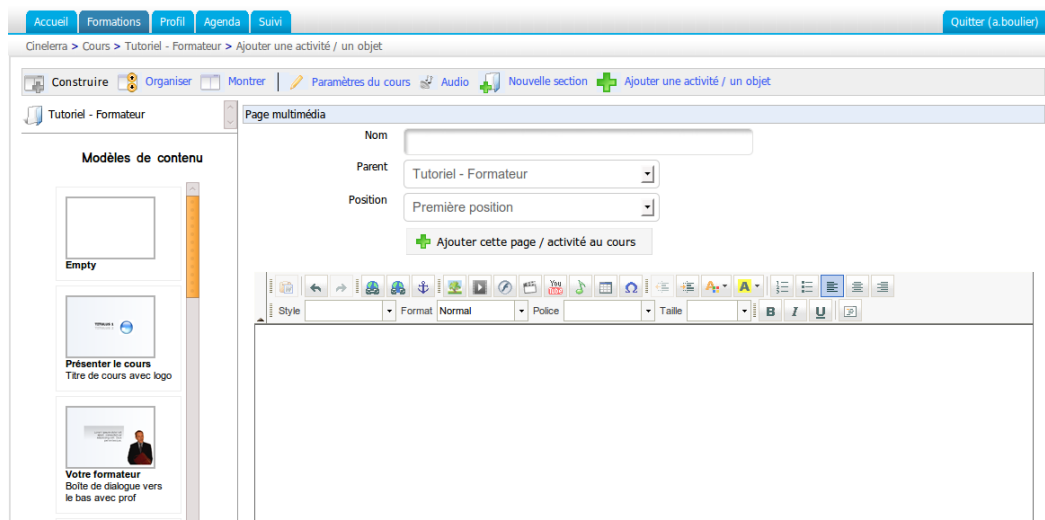 Accueil Formations Profil Agenda Suivi Quitter (a.boulier)
Cinelerra > Cours > Tutoriel - Formateur > Ajouter une activité / un objet
Construire Organiser Montrer Paramètres du cours Audio Nouvelle section Ajouter une activité / un objet
Tutoriel - Formateur
Modèles de contenu
Empty
Présenter le cours
Titre de cours avec logo
Votre formateur
Boîte de dialogue vers
le bas avec prof
Page multimédia
Nom
Parent Tutoriel - Formateur
Position Première position
Ajouter cette page / activité au cours
You Tube
Style Format Normal Police Taille
B I U